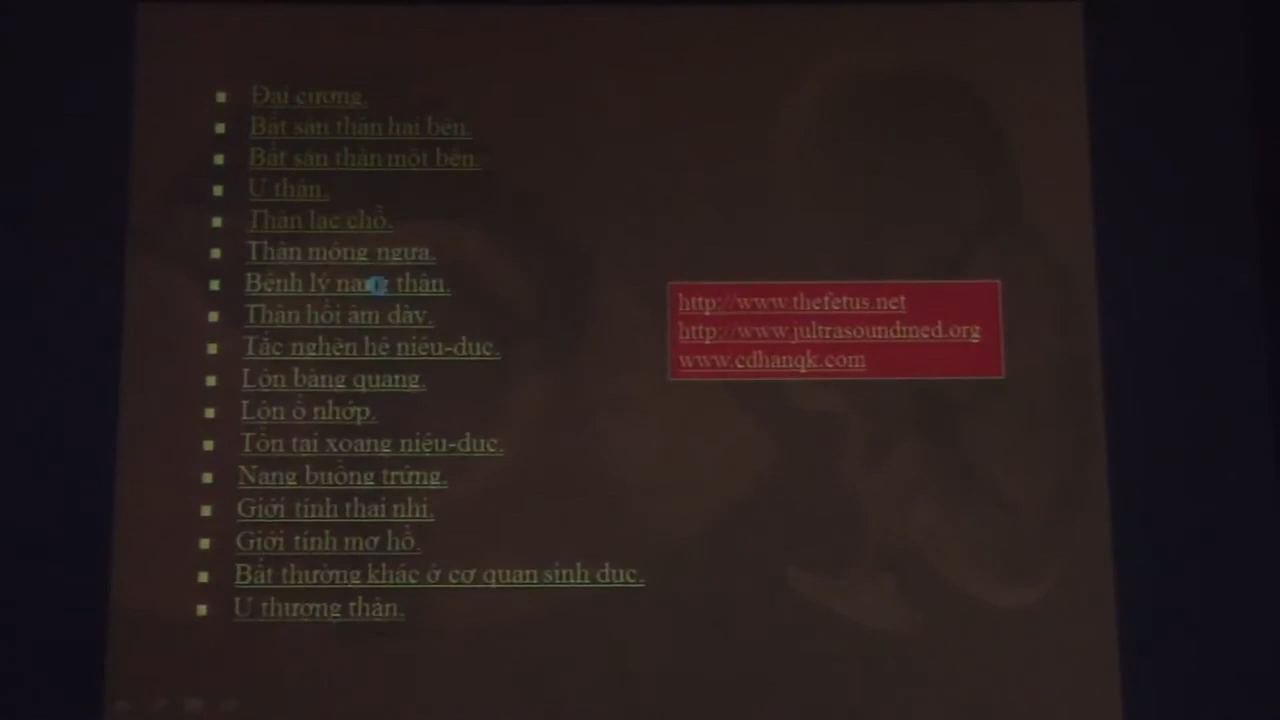 Đại cương.
Bất sản thận hai bên.
Bất sản thận một bên.
U thận.
Thận lạc chỗ.
Thận móng ngựa.
Bệnh lý nang thận.
Thận hồi âm dày.
Tắc nghẽn hệ niệu-dục.
Lộn bàng quang.
Lộn ổ nhớp.
Tồn tại xoang niệu-dục.
Nang buồng trứng.
Giới tính thai nhi.
Giới tính mơ hồ.
Bất thường khác ở cơ quan sinh dục.
U thượng thận.
http://www.thefetus.net
http://www.jultrasoundmed.org
www.cdhanqk.com